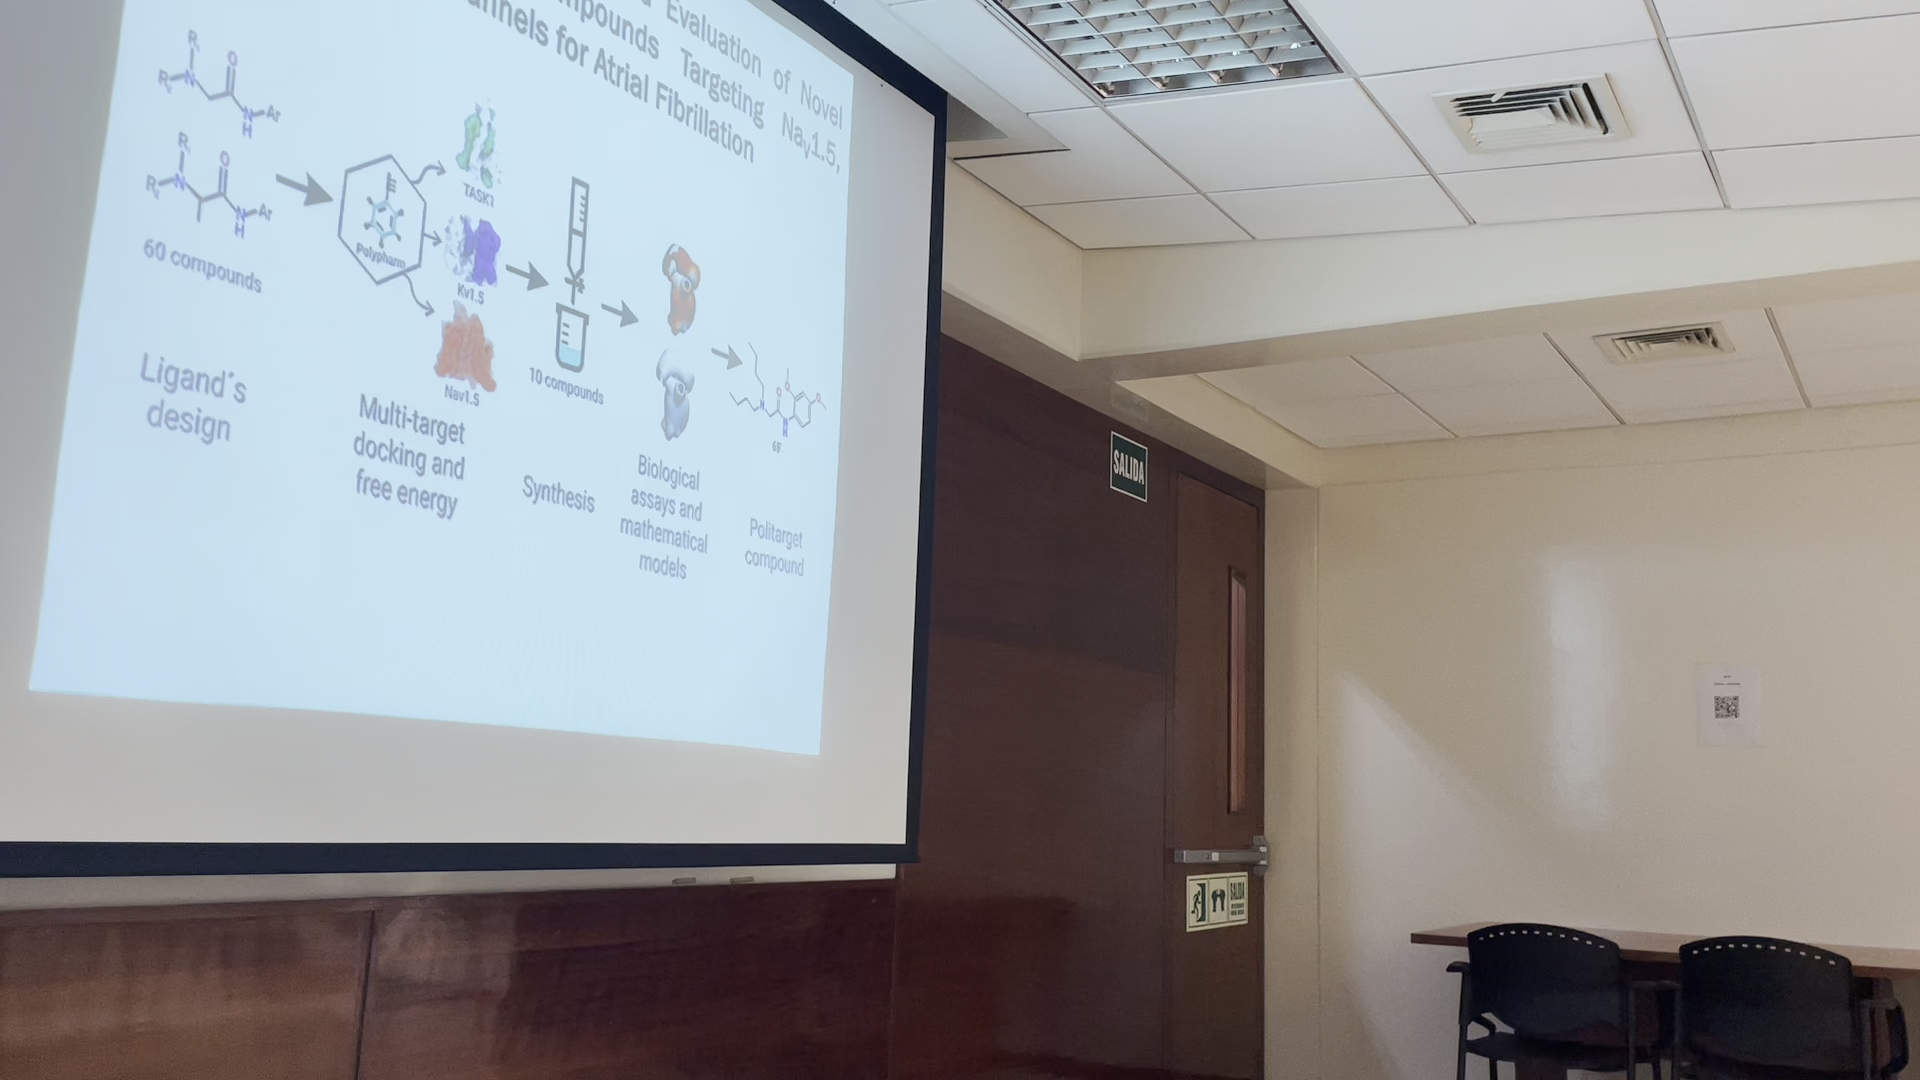 Evaluation of Novel
Compounds Targeting Nav1.5,
Channels for Atrial Fibrillation
R₁
R₂
N
O
N
H
Ar
R₁
R₂
N
O
N
H
Ar
60 compounds
Ligand´s
design
Polypharm
TASK1
Kv1.5
Nav1.5
Multi-target
docking and
free energy
10 compounds
Synthesis
Biological
assays and
mathematical
models
6F
Politarget
compound
SALIDA
SALIDA